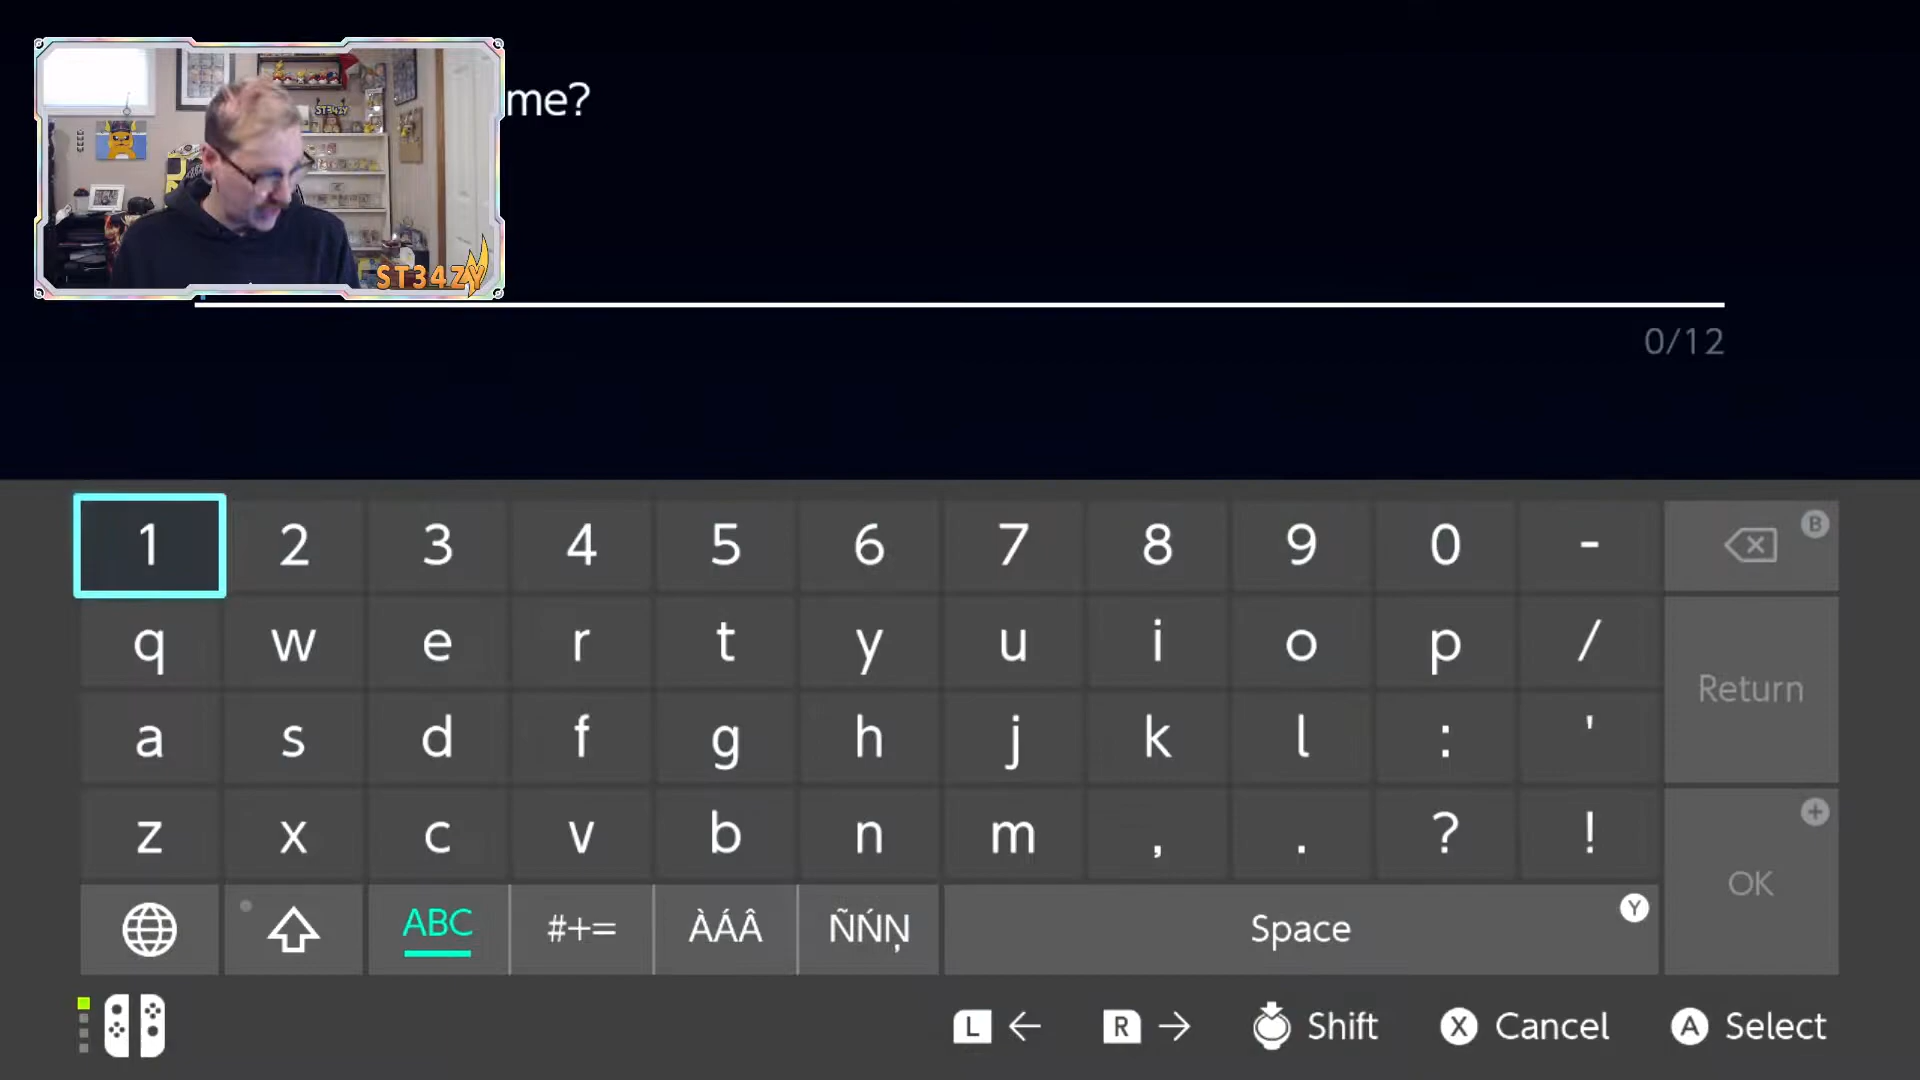 me?
ST34ZY
ST34ZY
0/12
1 2 3 4 5 6 7 8 9 0 - B
q w e r t y u i o p / Return
a s d f g h j k l : '
z x c v b n m , . ? ! + OK
ABC #+= ÀÁÂ ÑŃŅ Space Y
L ← R → Shift X Cancel A Select